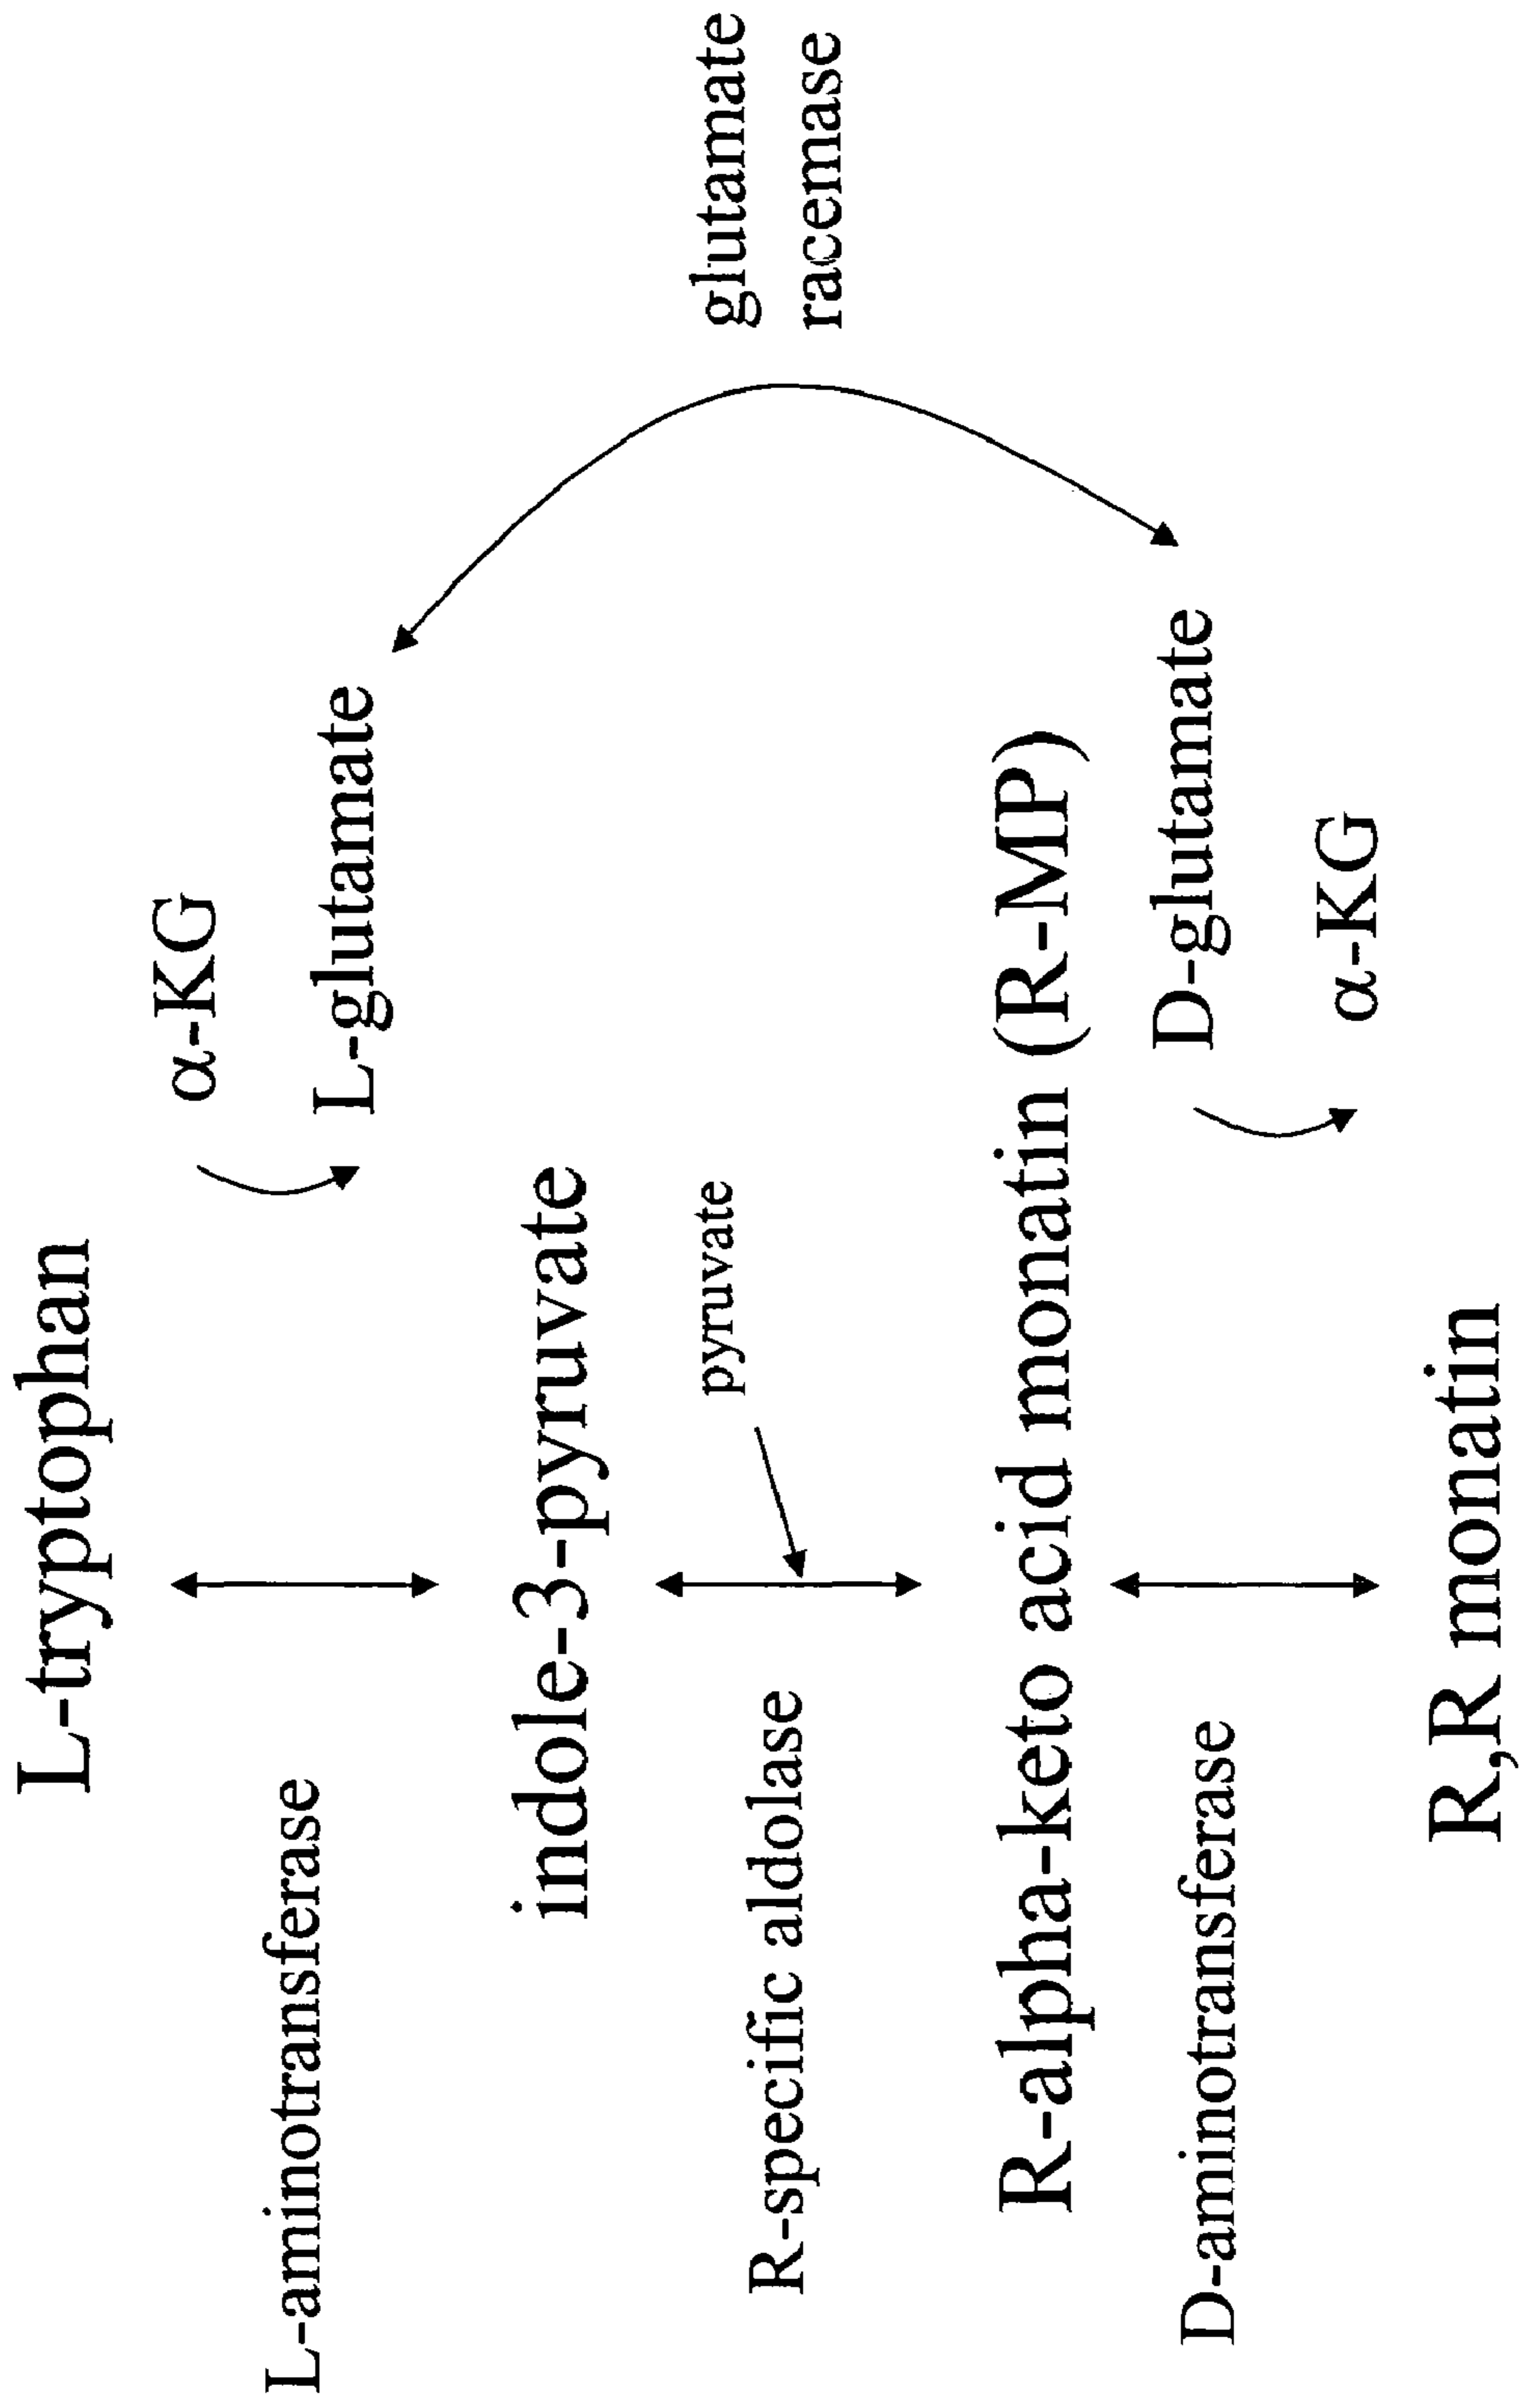 L-tryptophan
α-KG
L-aminotransferase
L-glutamate
indole-3-pyruvate
pyruvate
R-specific aldolase
glutamate
racemase
R-alpha-keto acid monatin (R-MP)
D-glutamate
D-aminotransferase
α-KG
R,R monatin